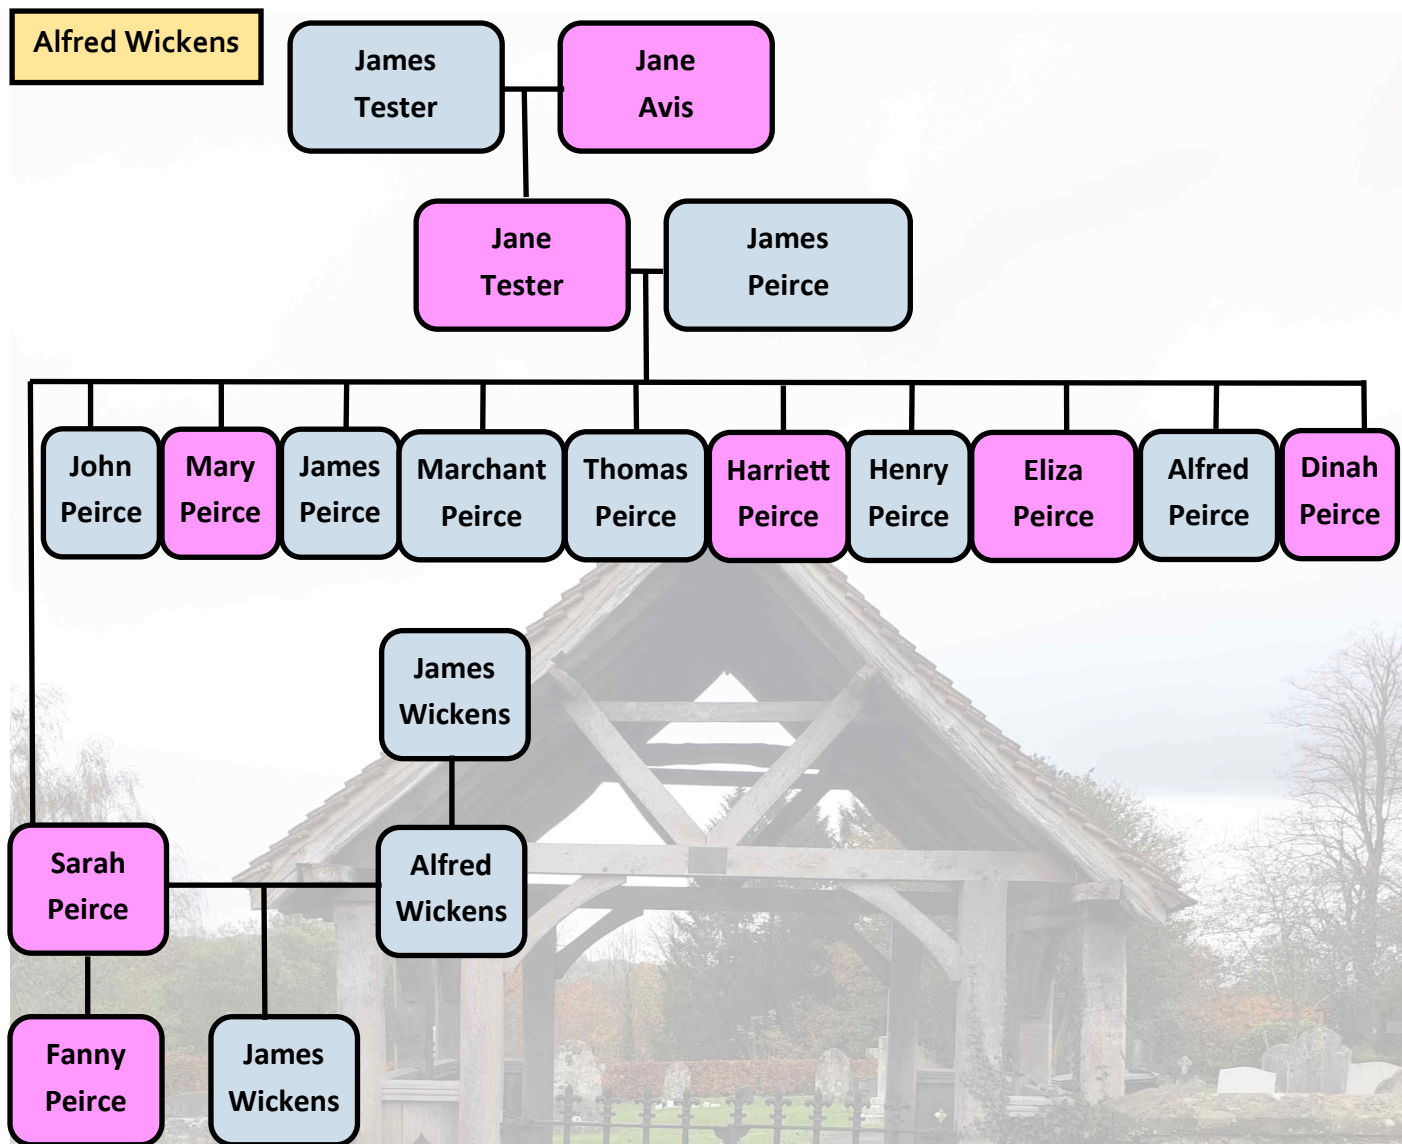 Alfred Wickens
James
Tester
Jane
Avis
Jane
Tester
James
Peirce
John
Peirce
Mary
Peirce
James
Peirce
Marchant
Peirce
Thomas
Peirce
Harriett
Peirce
Henry
Peirce
Eliza
Peirce
Alfred
Peirce
Dinah
Peirce
James
Wickens
Sarah
Peirce
Alfred
Wickens
Fanny
Peirce
James
Wickens